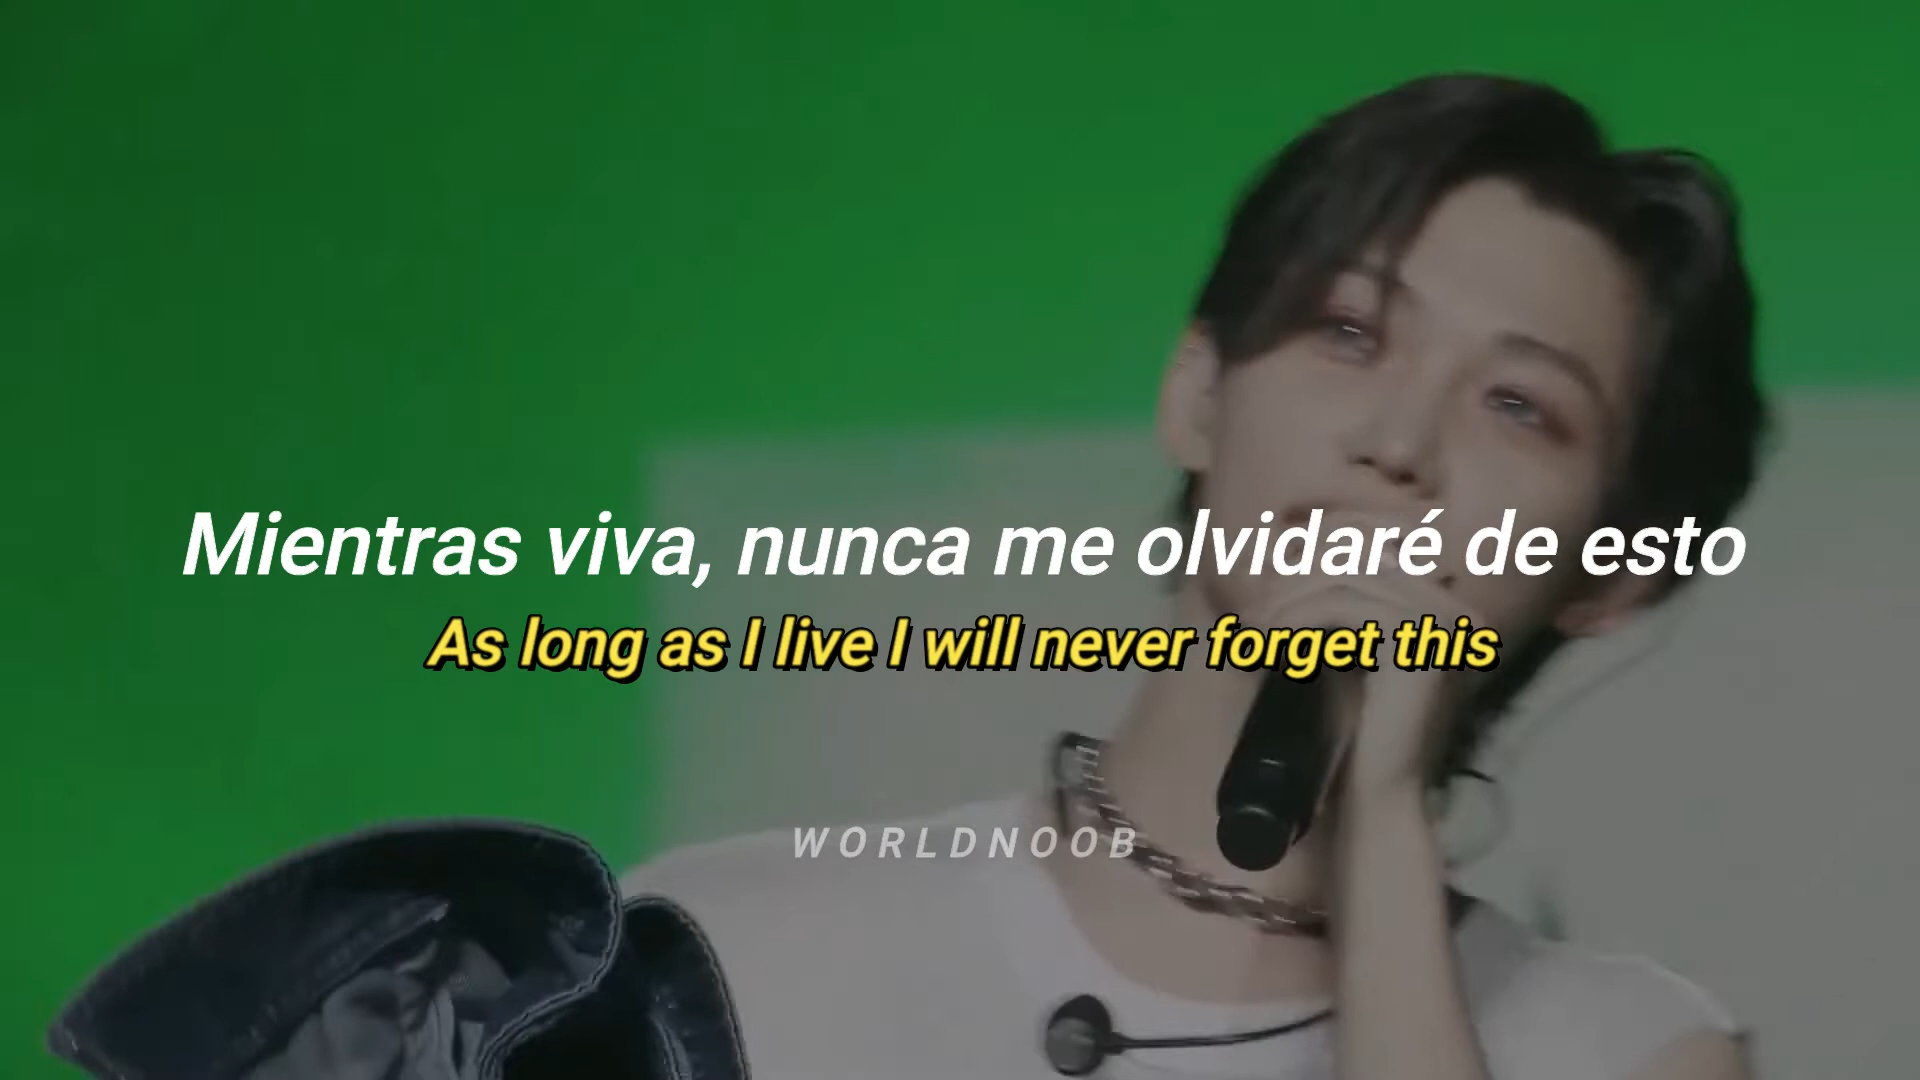 Mientras viva, nunca me olvidaré de esto
As long as I live I will never forget this
WORLDNOOB